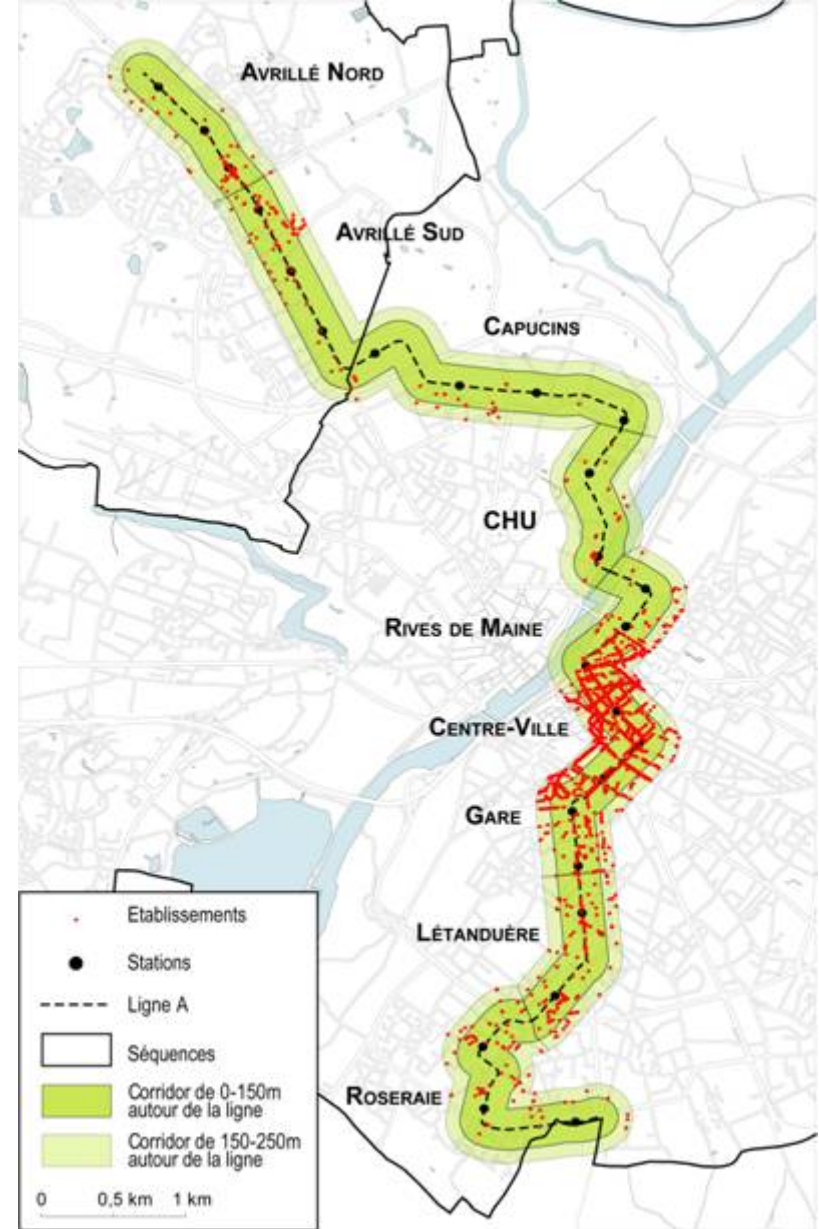 Avrillé Nord
Avrillé Sud
Capucins
CHU
Rives de Maine
Centre-Ville
Gare
Létanduère
Roseraie
Etablissements
Stations
Ligne A
Séquences
Corridor de 0-150m
autour de la ligne
Corridor de 150-250m
autour de la ligne
0 0,5 km 1 km